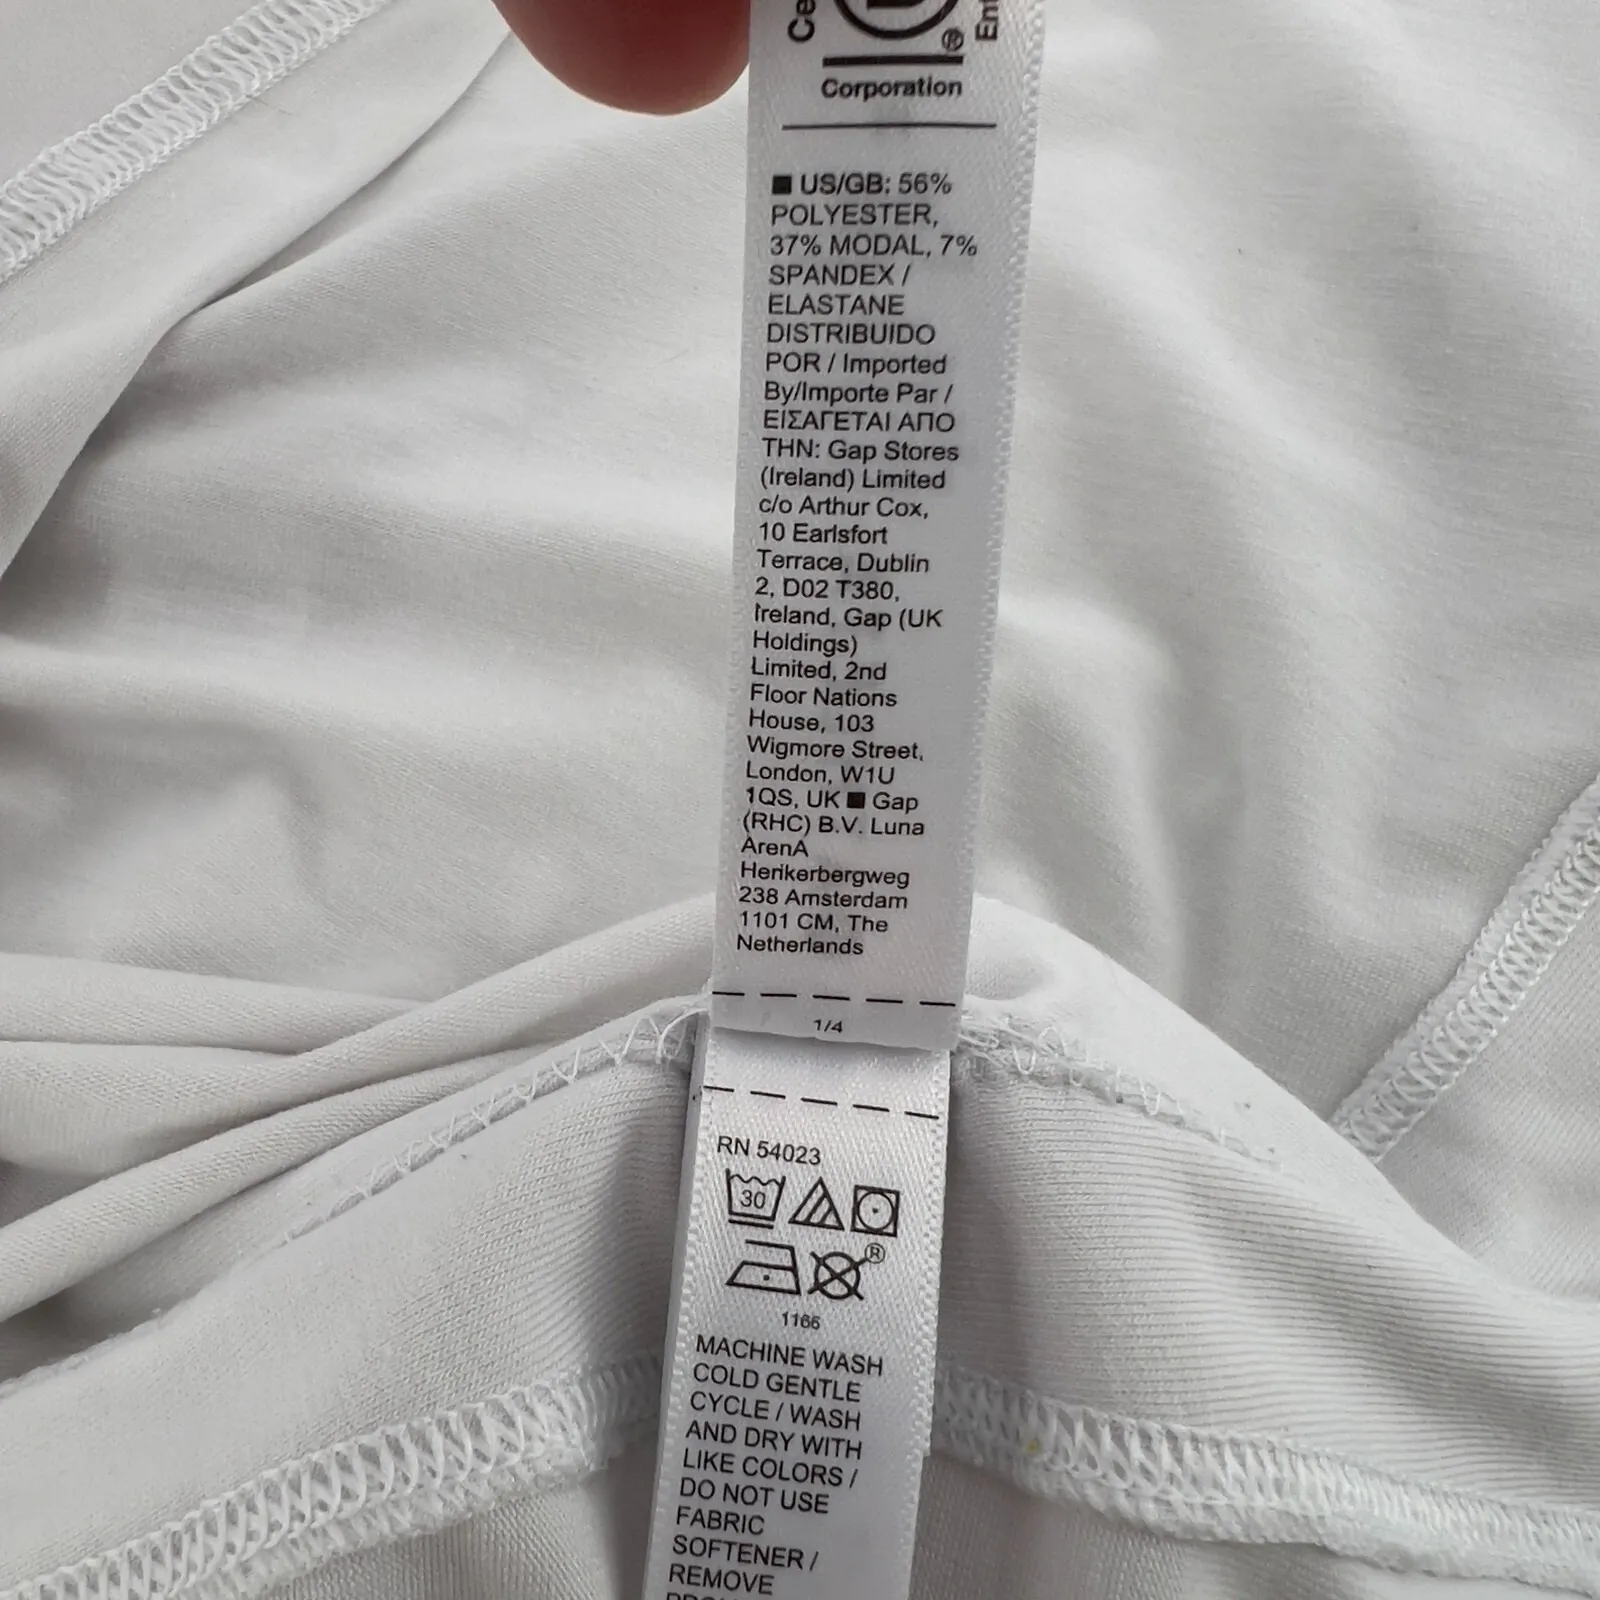 Corporation
US/GB: 56%
POLYESTER,
37% MODAL, 7%
SPANDEX /
ELASTANE
DISTRIBUIDO
POR / Imported
By/Importe Par /
ΕΙΣΑΓΕΤΑΙ ΑΠΟ
ΤΗΝ: Gap Stores
(Ireland) Limited
c/o Arthur Cox,
10 Earlsfort
Terrace, Dublin
2, D02 T380,
Ireland, Gap (UK
Holdings)
Limited, 2nd
Floor Nations
House, 103
Wigmore Street,
London, W1U
1QS, UK ■ Gap
(RHC) B.V. Luna
ArenA
Herikerbergweg
238 Amsterdam
1101 CM, The
Netherlands
1/4
RN 54023
30
®
1166
MACHINE WASH
COLD GENTLE
CYCLE / WASH
AND DRY WITH
LIKE COLORS /
DO NOT USE
FABRIC
SOFTENER /
REMOVE